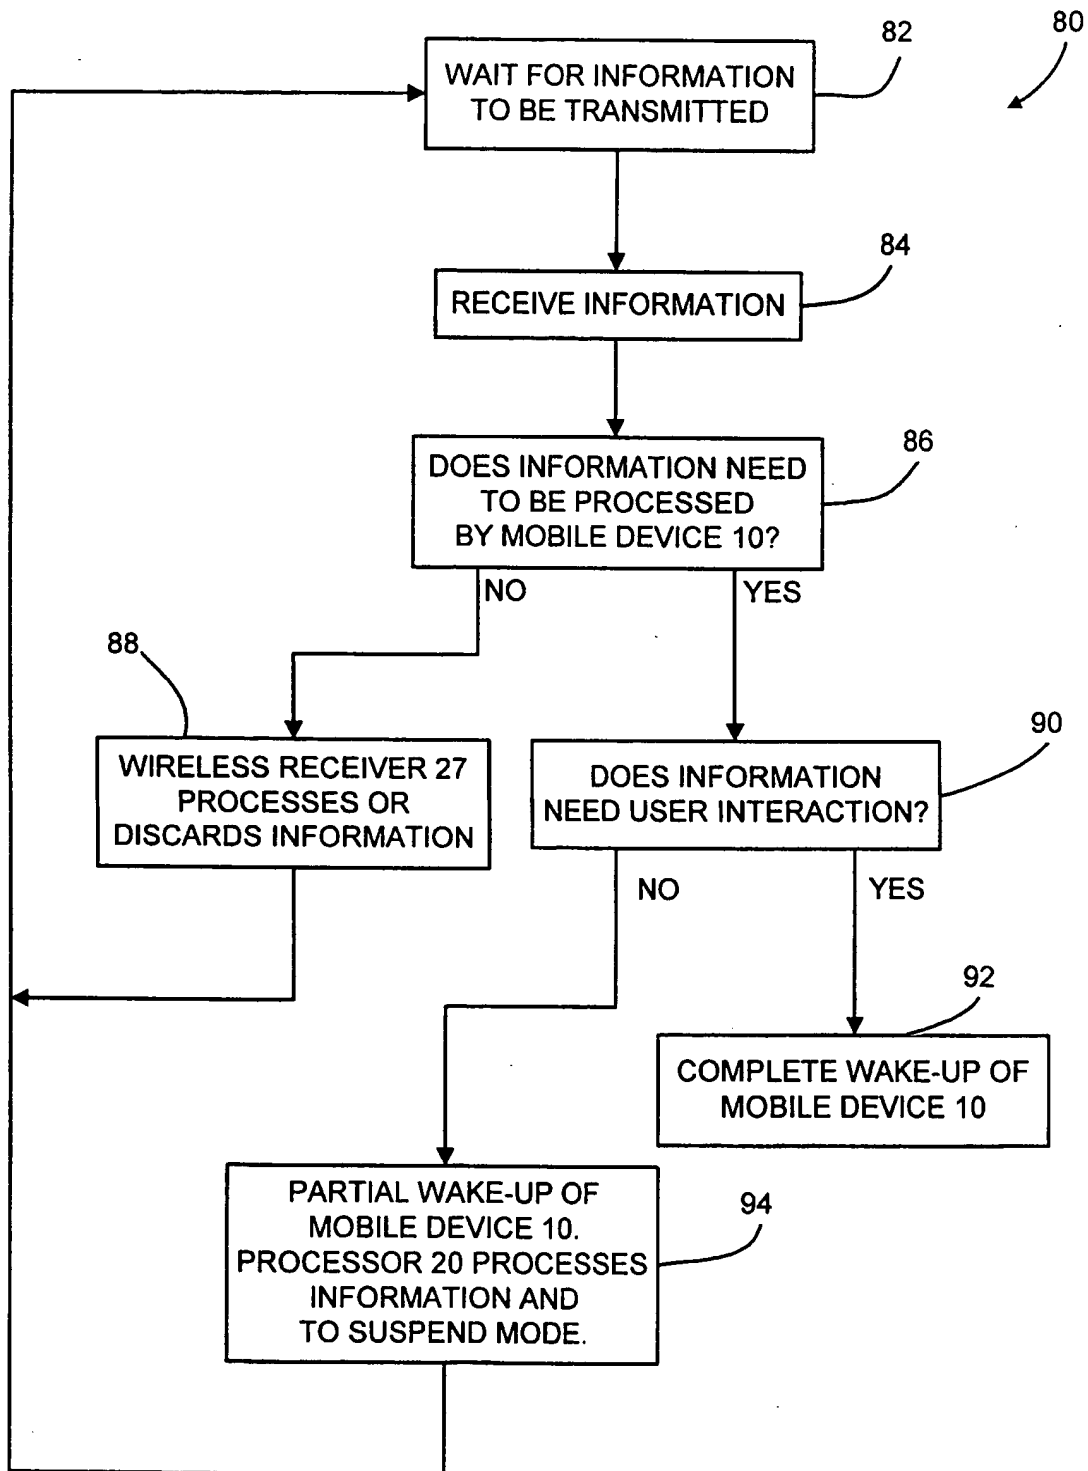 80
82
WAIT FOR INFORMATION
TO BE TRANSMITTED
84
RECEIVE INFORMATION
86
DOES INFORMATION NEED
TO BE PROCESSED
BY MOBILE DEVICE 10?
NO
YES
88
WIRELESS RECEIVER 27
PROCESSES OR
DISCARDS INFORMATION
90
DOES INFORMATION
NEED USER INTERACTION?
NO
YES
92
COMPLETE WAKE-UP OF
MOBILE DEVICE 10
94
PARTIAL WAKE-UP OF
MOBILE DEVICE 10.
PROCESSOR 20 PROCESSES
INFORMATION AND
TO SUSPEND MODE.